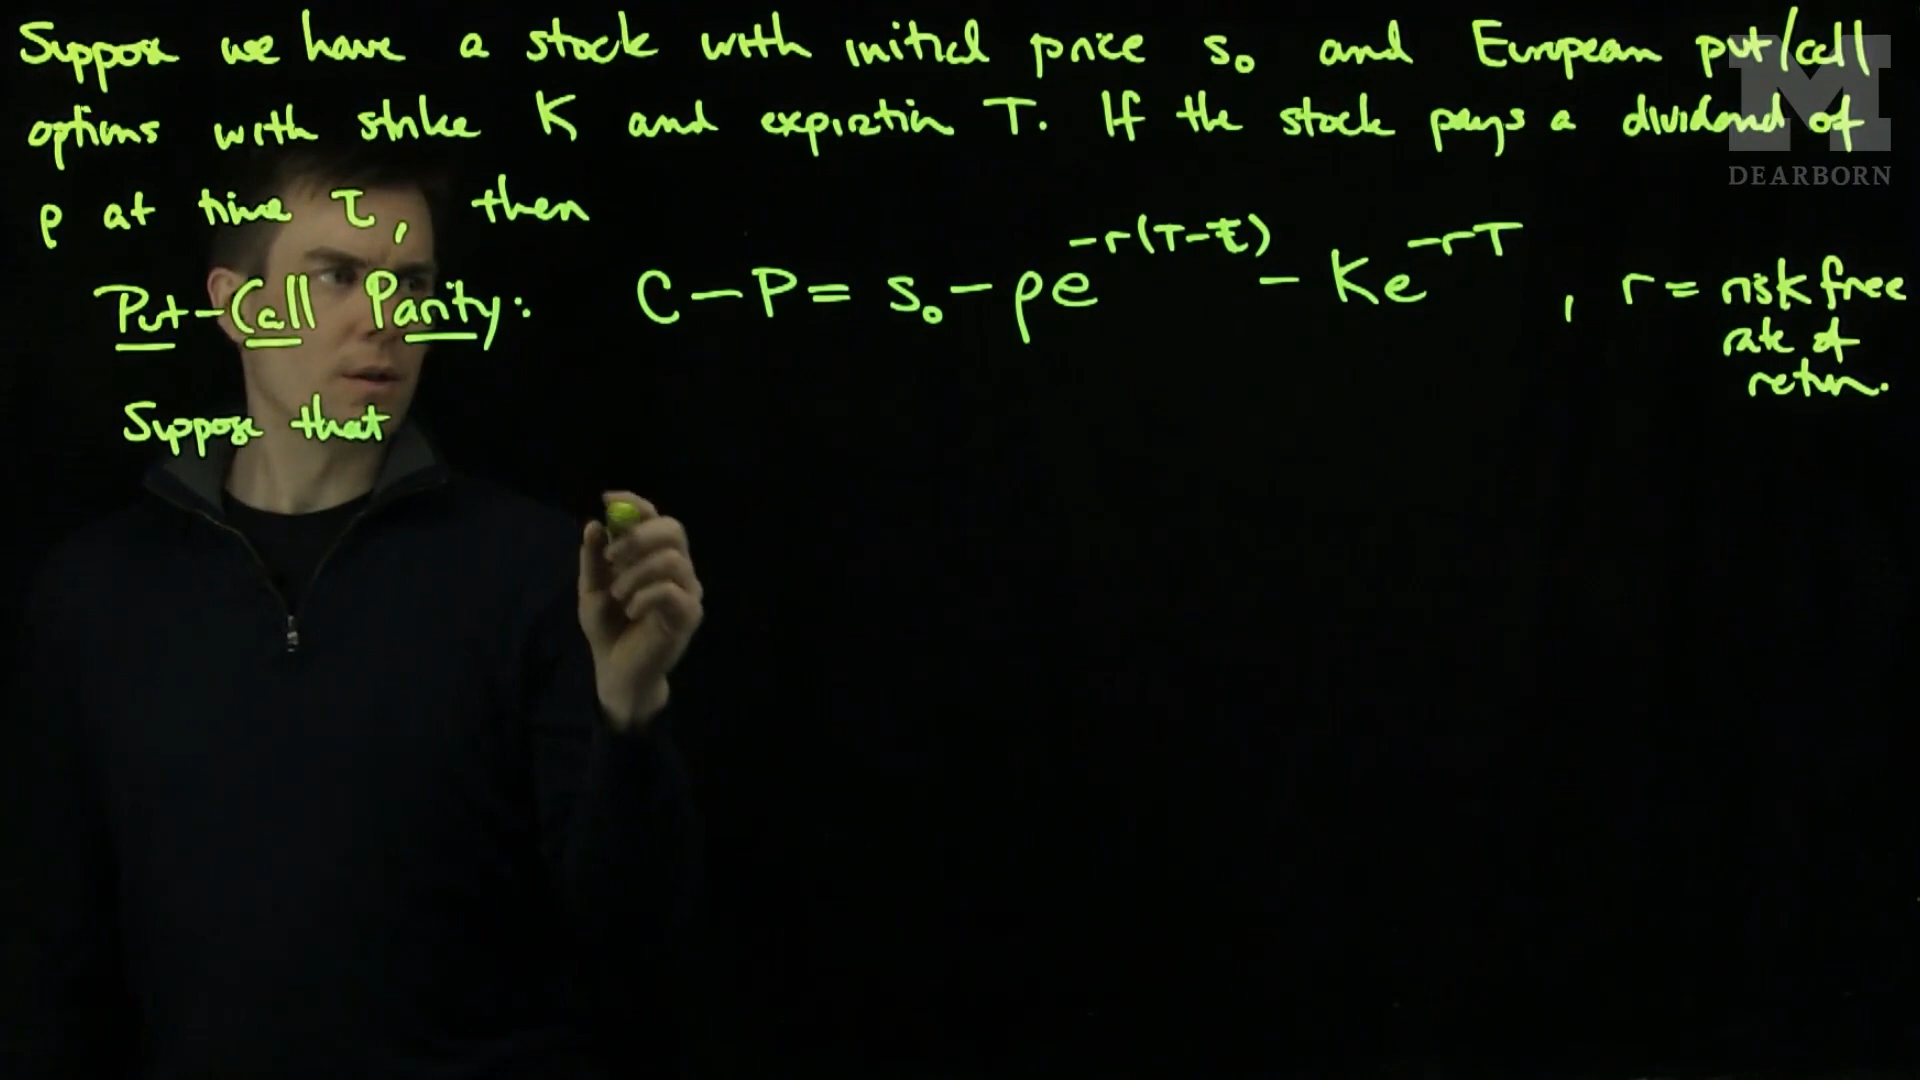 Suppose we have a stock with initial price s₀ and European put/call
options with strike K and expiration T. If the stock pays a dividend of
ρ at time τ, then
Put-Call Parity: C - P = s₀ - ρe^{-r(T-τ)} - Ke^{-rT} , r = risk free
rate of
return.
Suppose that
M
DEARBORN